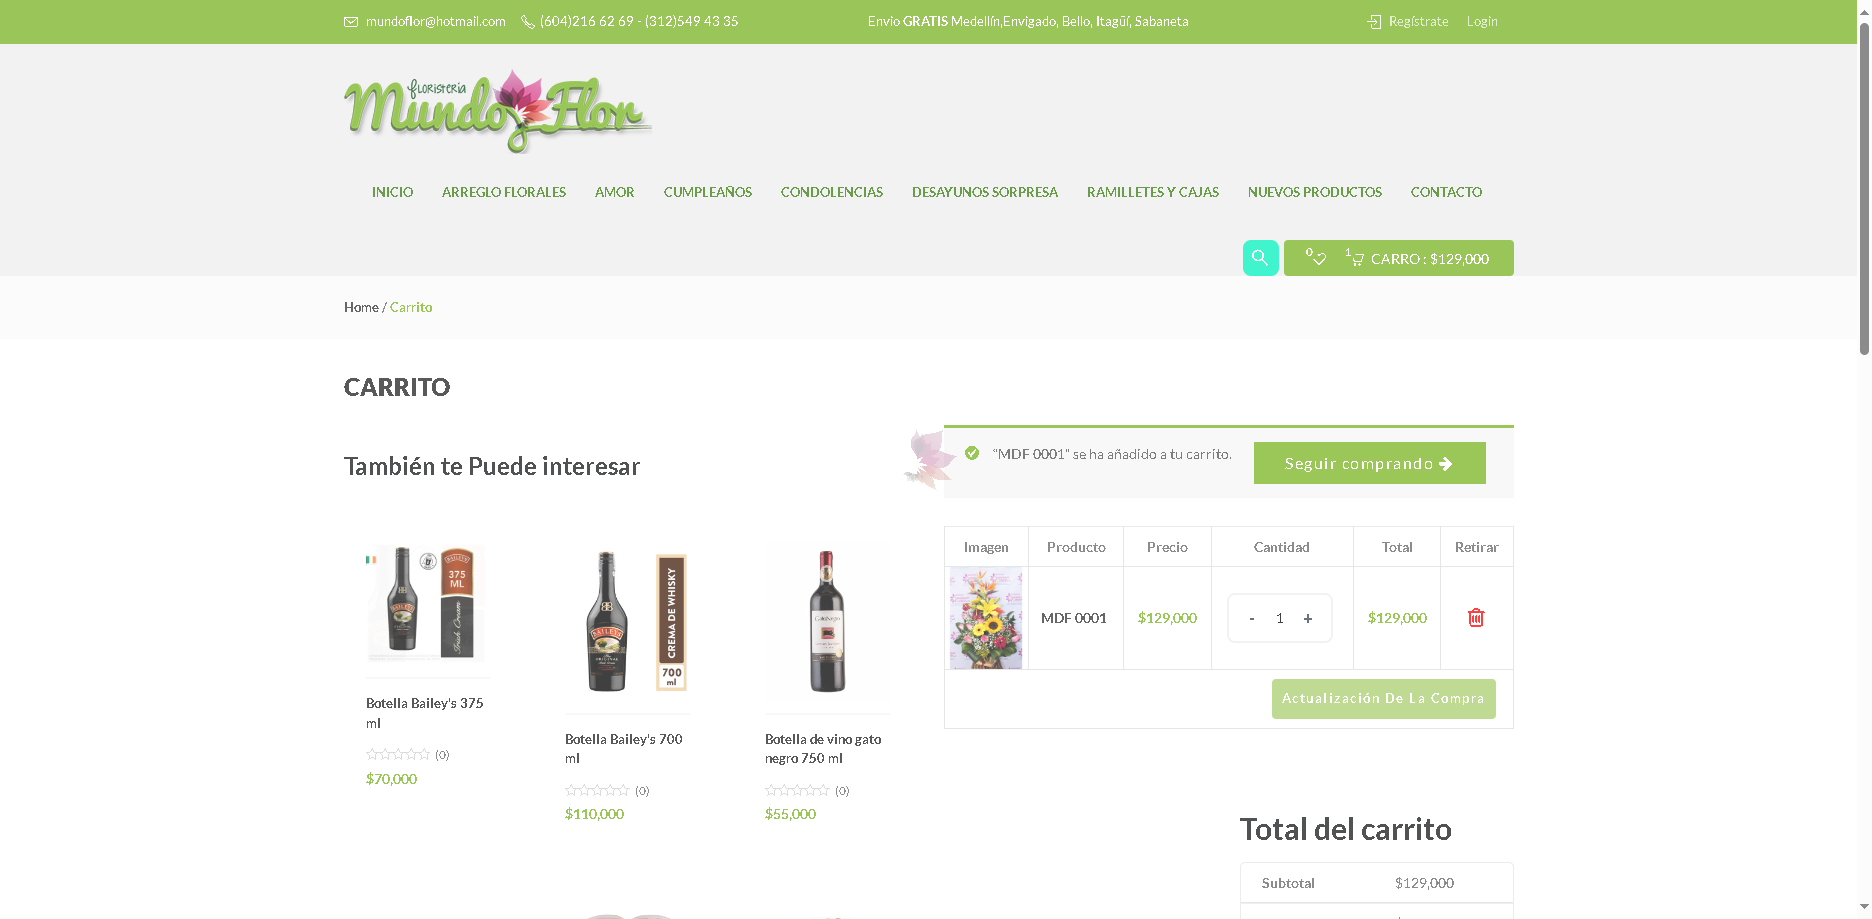 mundoflor@hotmail.com (604)216 62 69 - (312)549 43 35 Envio GRATIS Medellín,Envigado, Bello, Itagüí, Sabaneta Regístrate Login
FLORISTERÍA
Mundo Flor
INICIO ARREGLO FLORALES AMOR CUMPLEAÑOS CONDOLENCIAS DESAYUNOS SORPRESA RAMILLETES Y CAJAS NUEVOS PRODUCTOS CONTACTO
0 1 CARRO : $129,000
Home / Carrito
CARRITO
También te Puede interesar
375
ML
BAILEYS
Botella Bailey's 375
ml
(0)
$70,000
BAILEYS
CREMA DE WHISKY
700
ml
Botella Bailey's 700
ml
(0)
$110,000
GatoNegro
Botella de vino gato
negro 750 ml
(0)
$55,000
"MDF 0001" se ha añadido a tu carrito.
Seguir comprando
Imagen Producto Precio Cantidad Total Retirar
MDF 0001 $129,000 - 1 + $129,000
Actualización De La Compra
Total del carrito
Subtotal $129,000